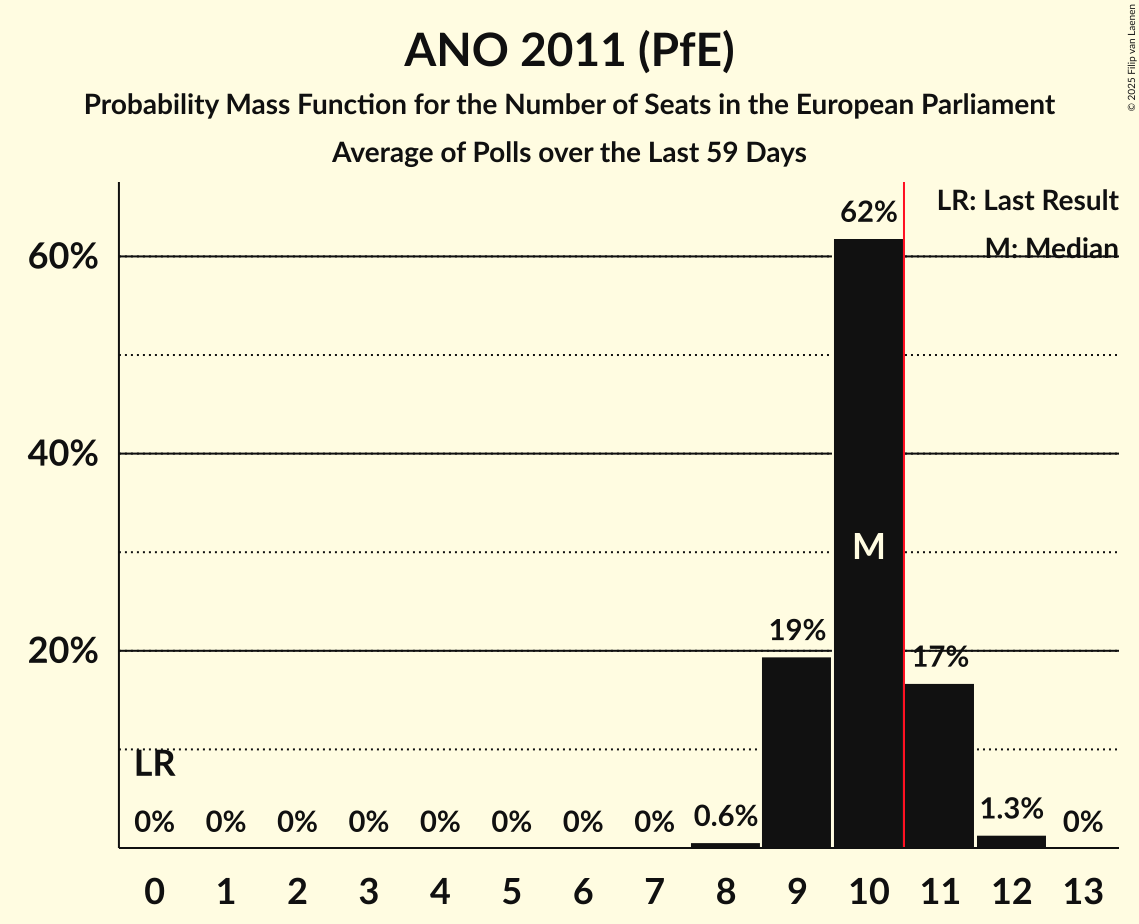 ANO 2011 (PfE)
Probability Mass Function for the Number of Seats in the European Parliament
Average of Polls over the Last 59 Days
© 2025 Filip van Laenen
LR: Last Result
M: Median
60%
40%
20%
62%
M
19%
17%
LR
0% 0% 0% 0% 0% 0% 0% 0% 0.6% 1.3% 0%
0 1 2 3 4 5 6 7 8 9 10 11 12 13